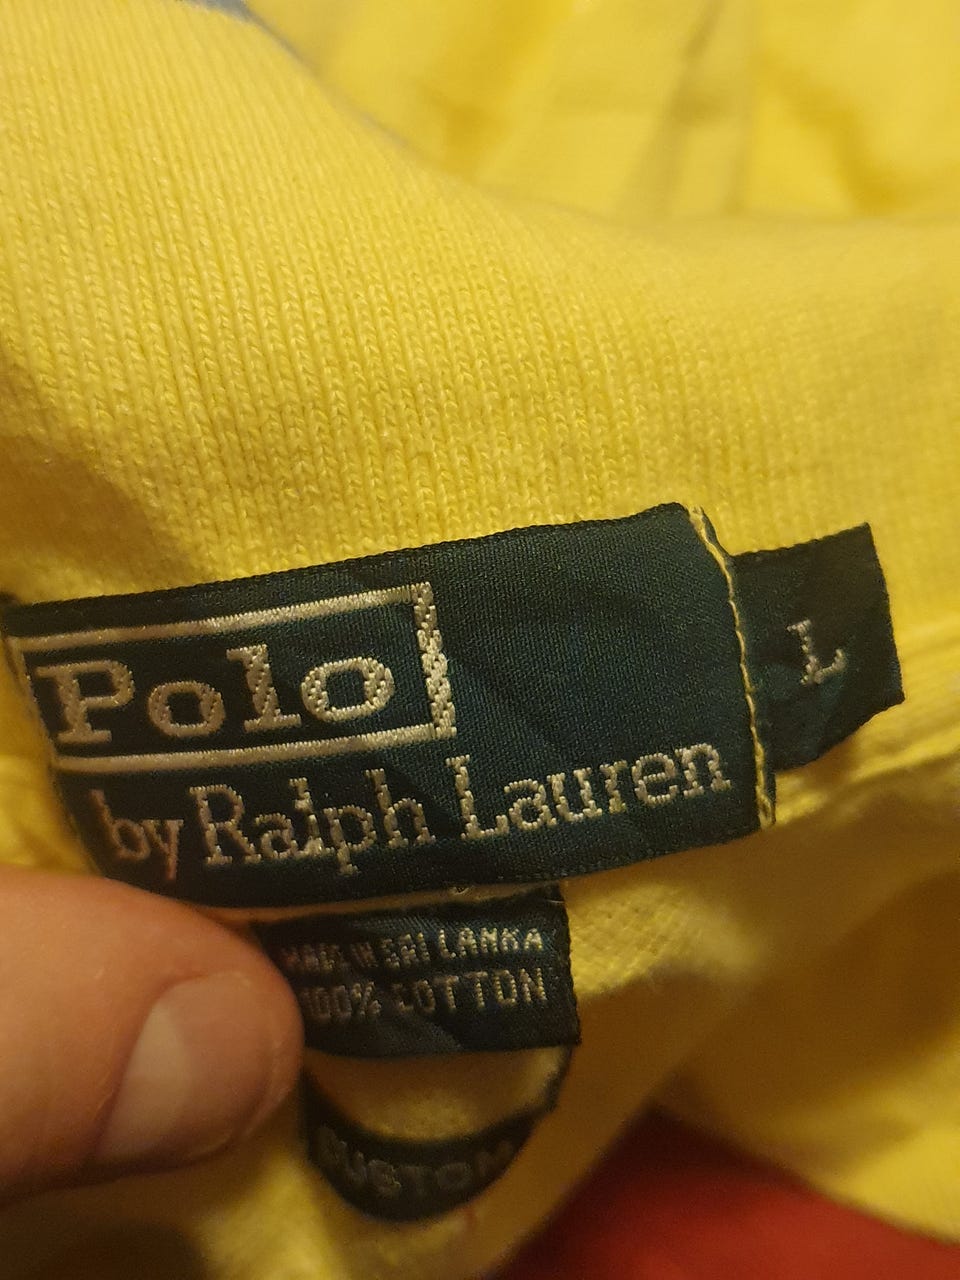 Polo
by Ralph Lauren
L
MADE IN SRI LANKA
100% COTTON
CUSTOM